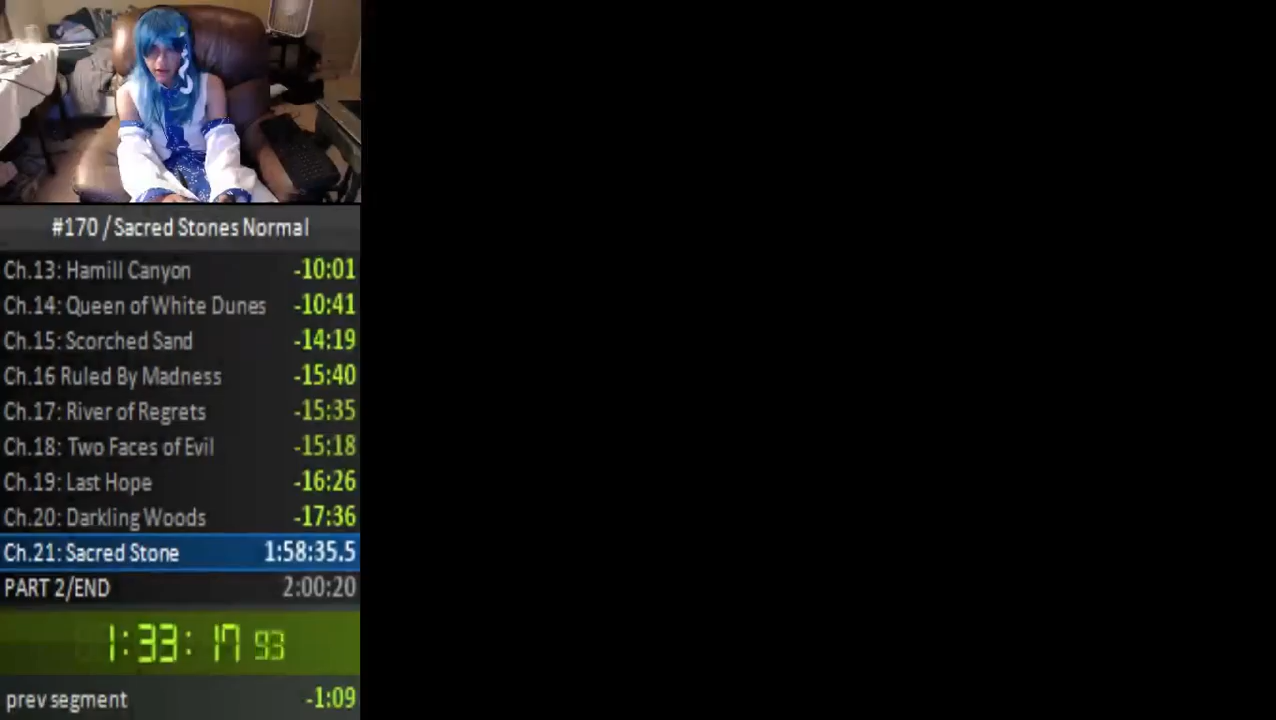 #170 / Sacred Stones Normal
Ch.13: Hamill Canyon -10:01
Ch.14: Queen of White Dunes -10:41
Ch.15: Scorched Sand -14:19
Ch.16 Ruled By Madness -15:40
Ch.17: River of Regrets -15:35
Ch.18: Two Faces of Evil -15:18
Ch.19: Last Hope -16:26
Ch.20: Darkling Woods -17:36
Ch.21: Sacred Stone 1:58:35.5
PART 2/END 2:00:20
1:33:17 93
prev segment -1:09